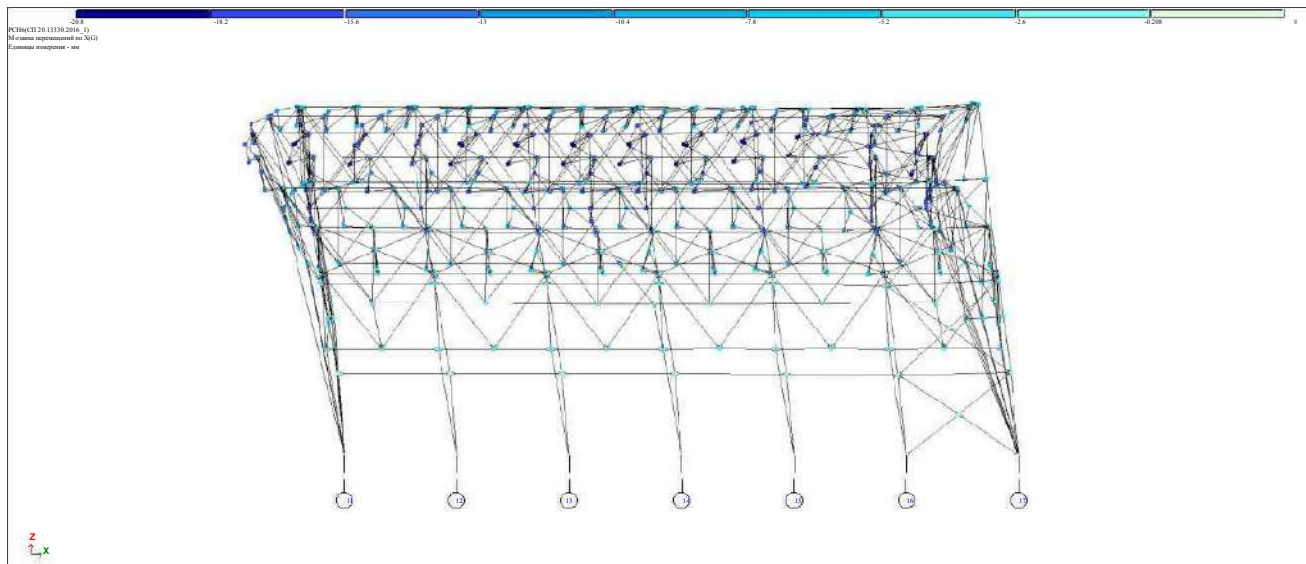 -20.8 -18.2 -15.6 -13 -10.4 -7.8 -5.2 -2.6 -0.208 0
РСН6(СП 20.13330.2016_1)
Мозаика перемещений по X(G)
Единицы измерения - мм
11 12 13 14 15 16 17
Z
X